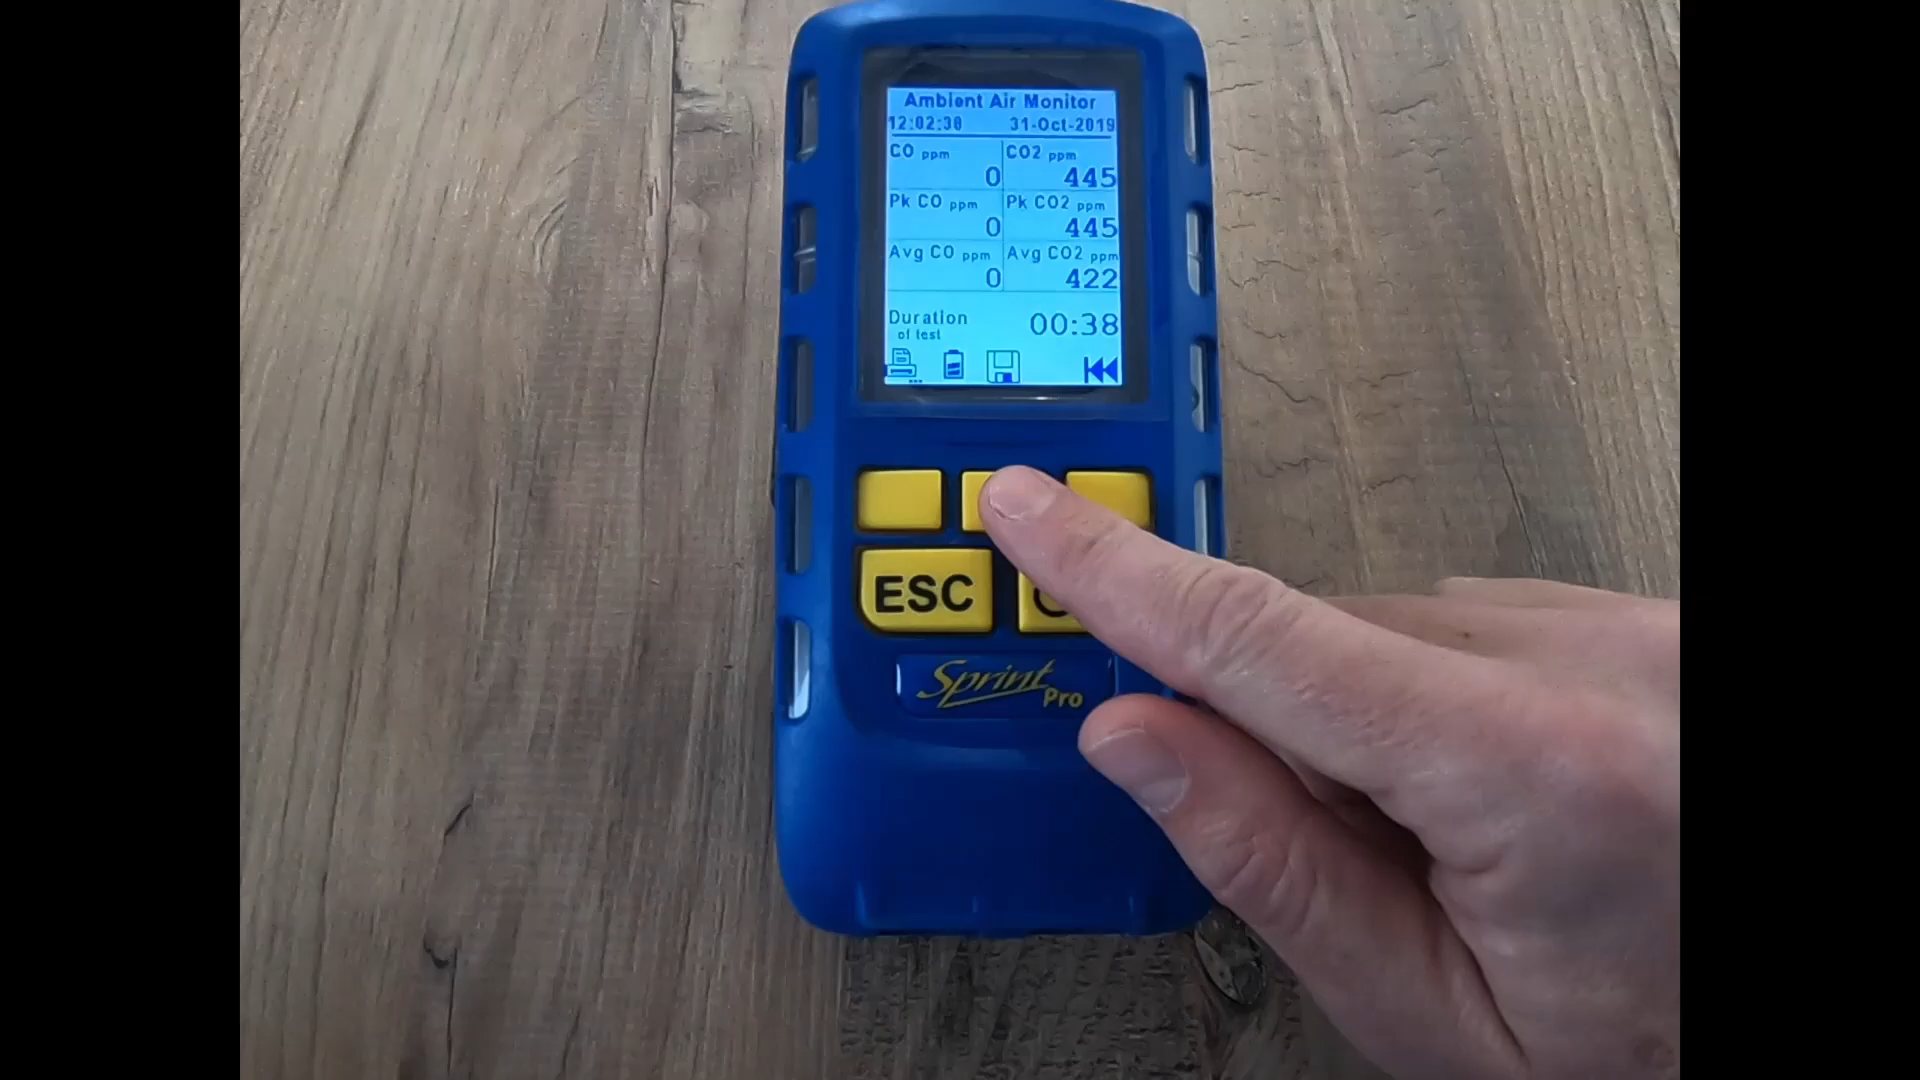 Ambient Air Monitor
12:02:38 31-Oct-2019
CO ppm CO2 ppm
0 445
Pk CO ppm Pk CO2 ppm
0 445
Avg CO ppm Avg CO2 ppm
0 422
Duration
of test
00:38
ESC
Sprint
Pro